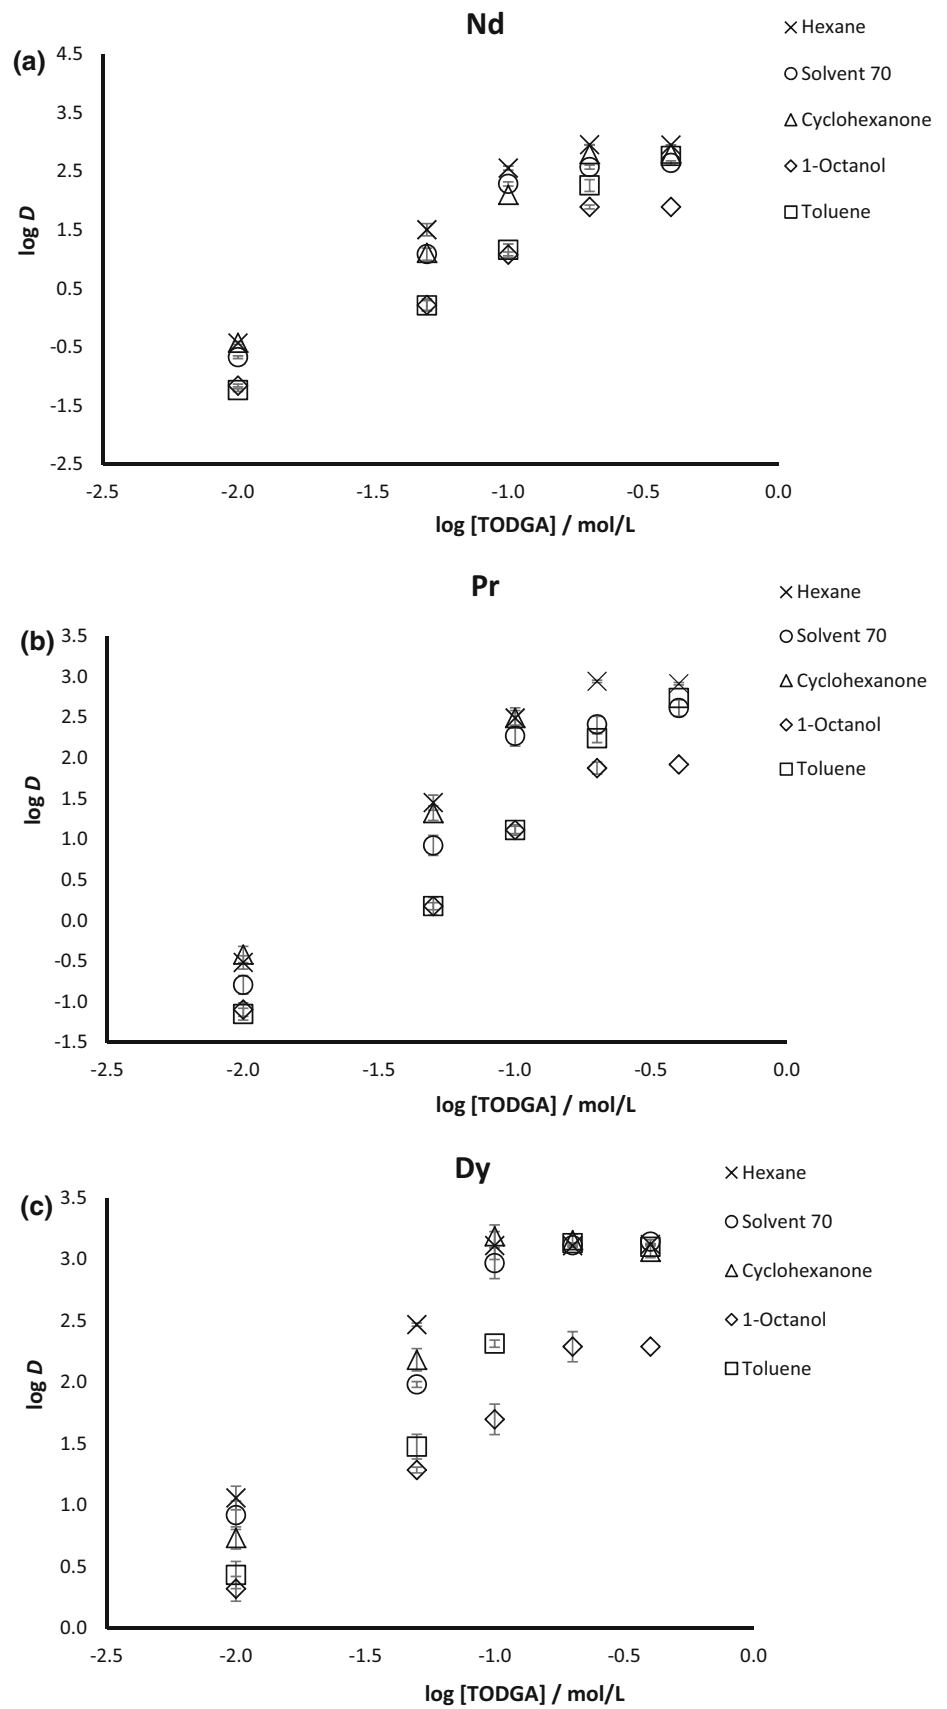 Nd
Hexane
(a)
4.5
Solvent 70
3.5
Cyclohexanone
2.5
1-Octanol
1.5
Toluene
log D
0.5
-0.5
-1.5
-2.5
-2.5 -2.0 -1.5 -1.0 -0.5 0.0
log [TODGA] / mol/L
Pr
Hexane
(b)
3.5
Solvent 70
3.0
Cyclohexanone
2.5
1-Octanol
2.0
Toluene
1.5
log D
1.0
0.5
0.0
-0.5
-1.0
-1.5
-2.5 -2.0 -1.5 -1.0 -0.5 0.0
log [TODGA] / mol/L
Dy
Hexane
(c)
3.5
Solvent 70
3.0
Cyclohexanone
2.5
1-Octanol
2.0
Toluene
log D
1.5
1.0
0.5
0.0
-2.5 -2.0 -1.5 -1.0 -0.5 0.0
log [TODGA] / mol/L